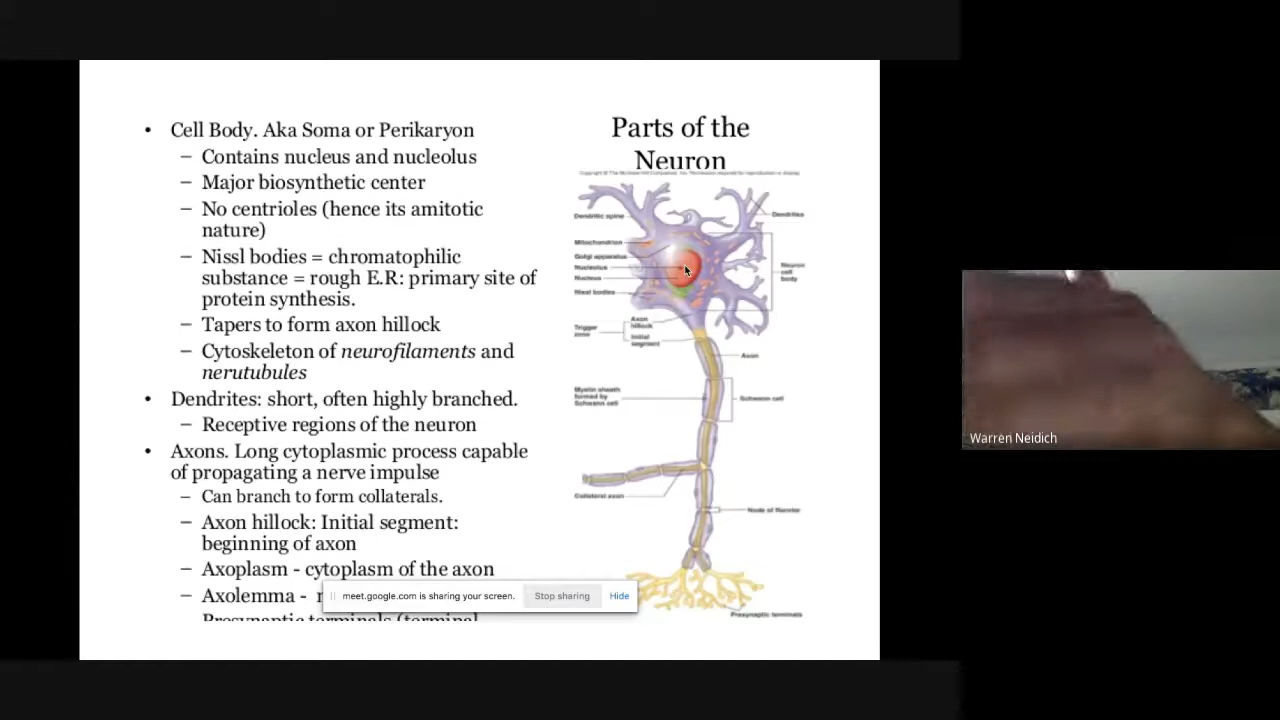 • Cell Body. Aka Soma or Perikaryon
– Contains nucleus and nucleolus
– Major biosynthetic center
– No centrioles (hence its amitotic
nature)
– Nissl bodies = chromatophilic
substance = rough E.R: primary site of
protein synthesis.
– Tapers to form axon hillock
– Cytoskeleton of neurofilaments and
nerutubules
• Dendrites: short, often highly branched.
– Receptive regions of the neuron
• Axons. Long cytoplasmic process capable
of propagating a nerve impulse
– Can branch to form collaterals.
– Axon hillock: Initial segment:
beginning of axon
– Axoplasm - cytoplasm of the axon
– Axolemma -
Presynaptic terminals (terminal
meet.google.com is sharing your screen.
Stop sharing
Hide
Parts of the
Neuron
Dendritic spine
Dendrites
Mitochondrion
Golgi apparatus
Nucleolus
Nucleus
Nissl bodies
Neuron
cell
body
Trigger
zone
Axon
hillock
Initial
segment
Axon
Myelin sheath
formed by
Schwann cell
Schwann cell
Collateral axon
Node of Ranvier
Presynaptic terminals
Warren Neidich